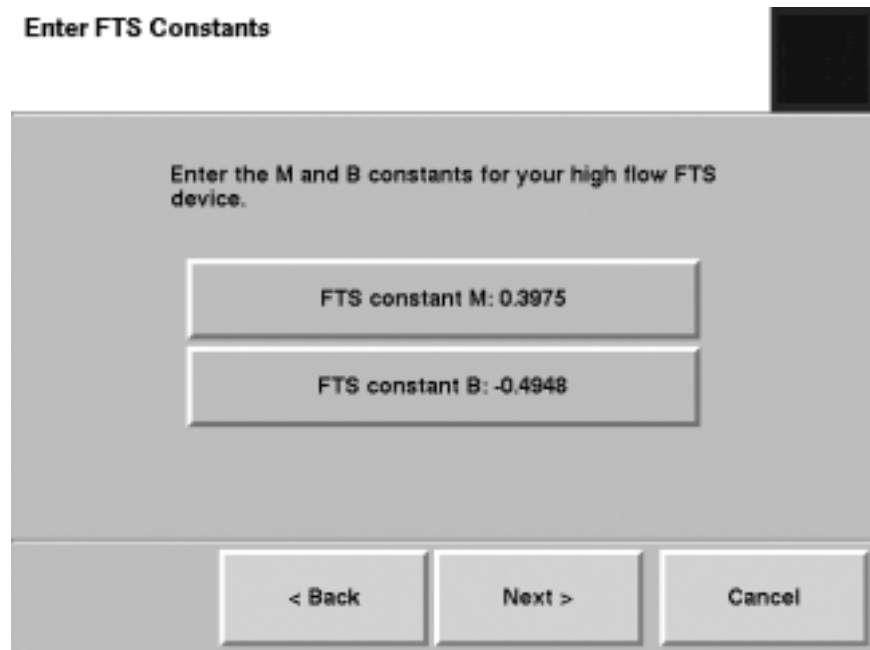 Enter FTS Constants
Enter the M and B constants for your high flow FTS
device.
FTS constant M: 0.3975
FTS constant B: -0.4948
< Back
Next >
Cancel